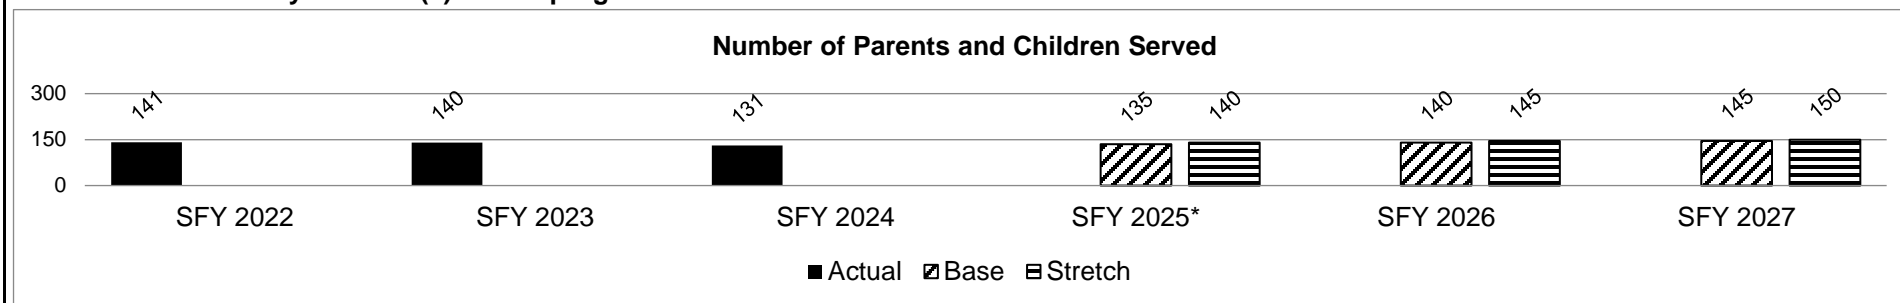 Number of Parents and Children Served
300
150
0
141
140
131
135
140
140
145
145
150
SFY 2022
SFY 2023
SFY 2024
SFY 2025*
SFY 2026
SFY 2027
Actual
Base
Stretch